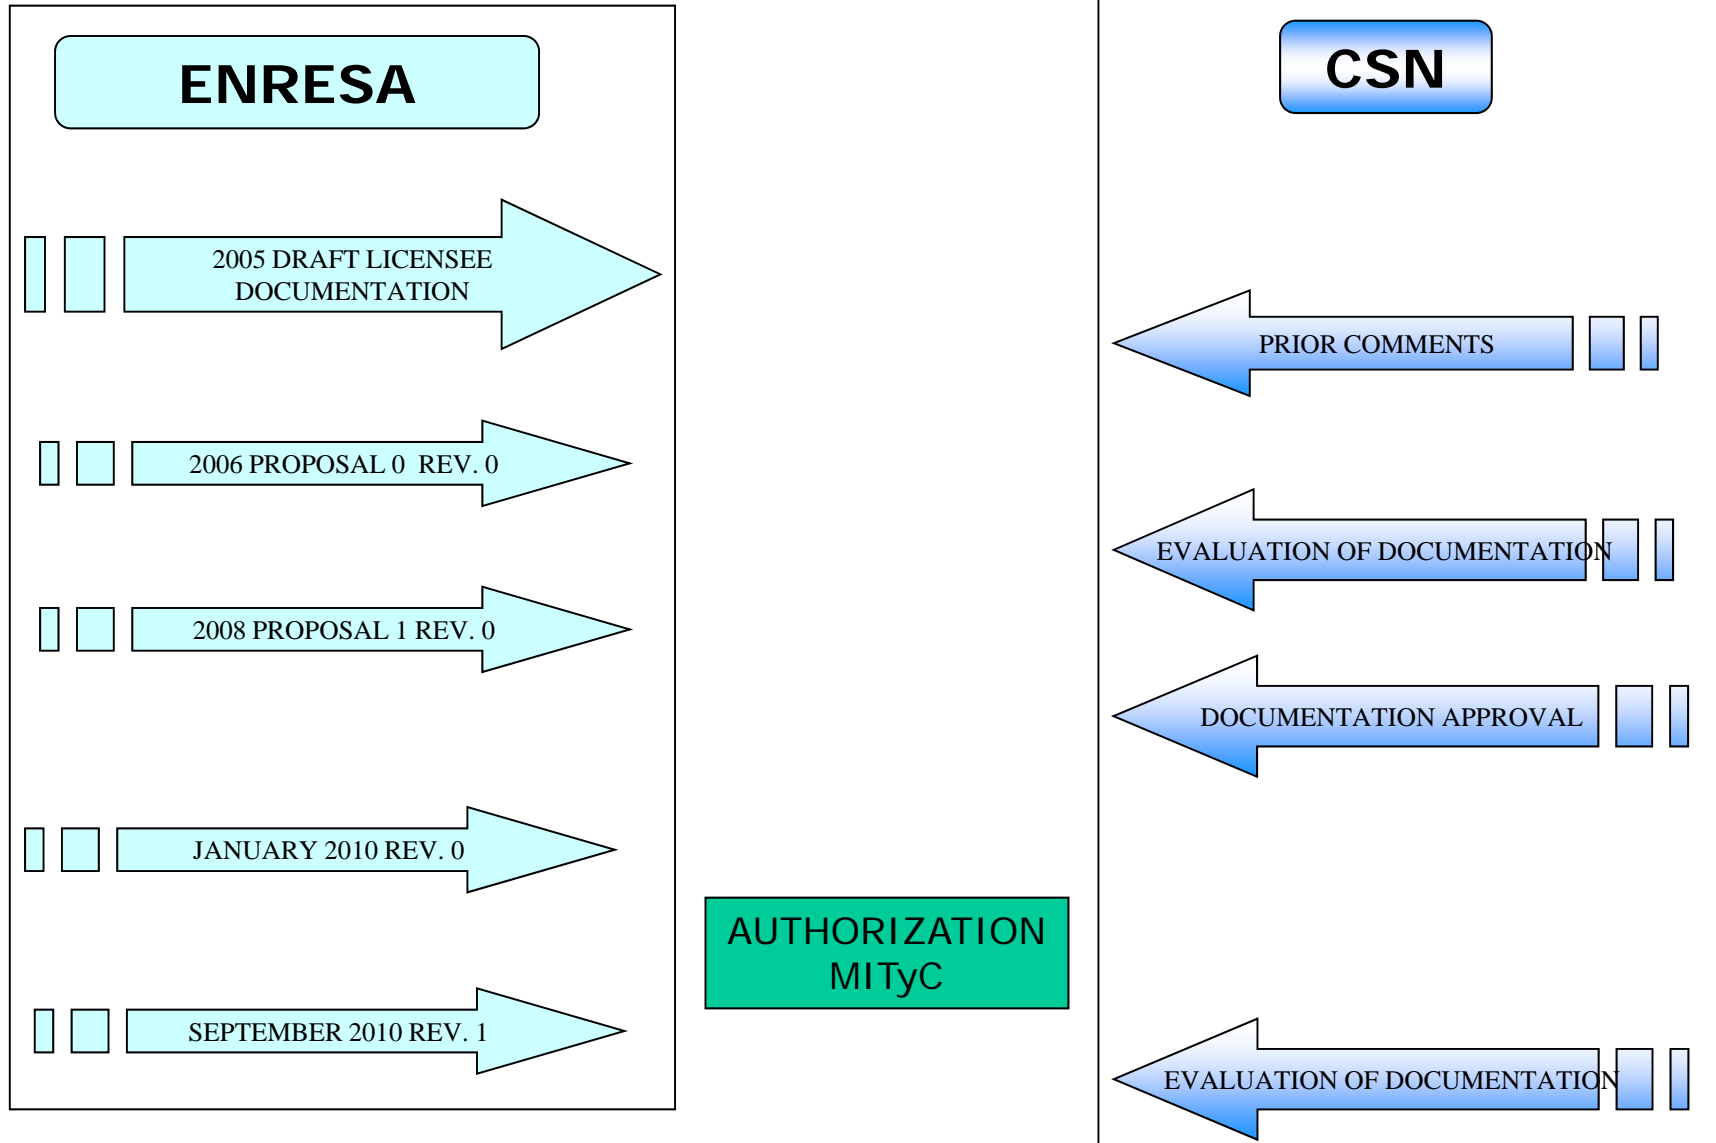 ENRESA
CSN
2005 DRAFT LICENSEE
DOCUMENTATION
PRIOR COMMENTS
2006 PROPOSAL 0  REV. 0
EVALUATION OF DOCUMENTATION
2008 PROPOSAL 1 REV. 0
DOCUMENTATION APPROVAL
JANUARY 2010 REV. 0
AUTHORIZATION
MITyC
SEPTEMBER 2010 REV. 1
EVALUATION OF DOCUMENTATION